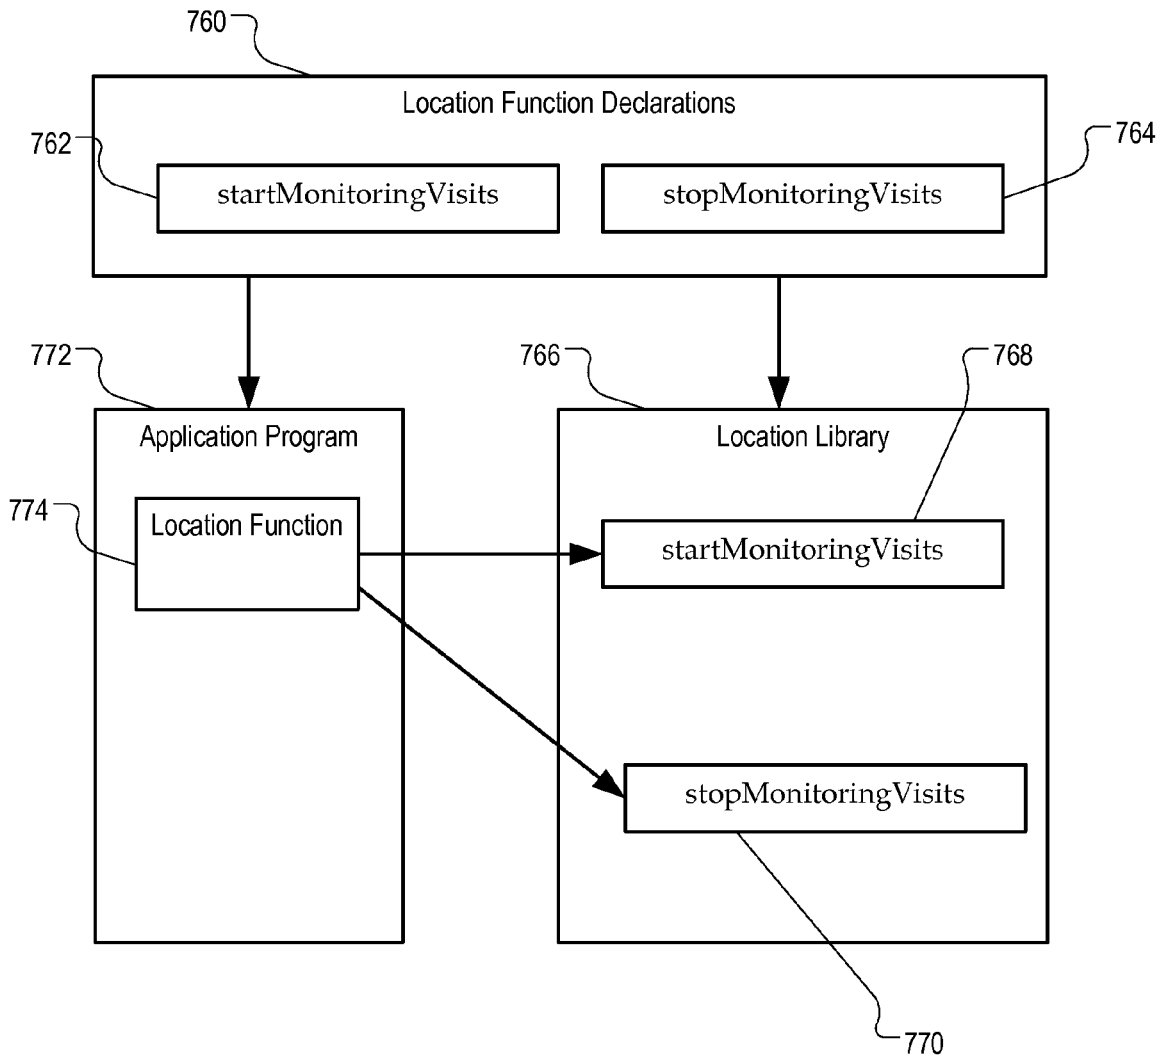 760
Location Function Declarations
762
764
startMonitoringVisits
stopMonitoringVisits
772
766
768
Application Program
Location Library
774
Location Function
startMonitoringVisits
stopMonitoringVisits
770